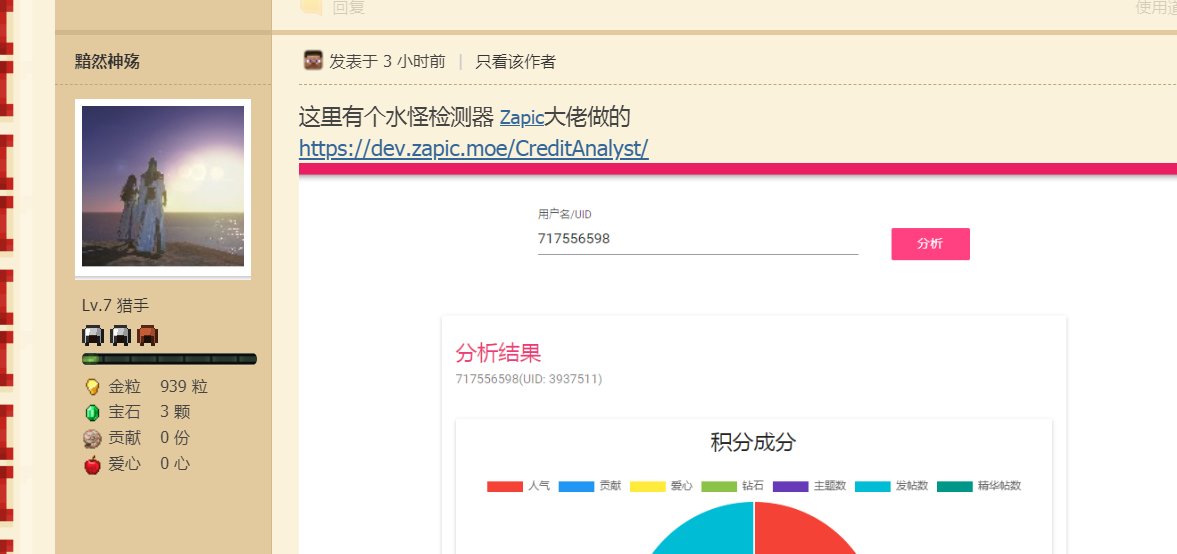 回复
使用道
黯然神殇
发表于 3 小时前 | 只看该作者
这里有个水怪检测器 Zapic大佬做的
https://dev.zapic.moe/CreditAnalyst/
用户名/UID
717556598
分析
Lv.7 猎手
金粒 939 粒
宝石 3 颗
贡献 0 份
爱心 0 心
分析结果
717556598(UID: 3937511)
积分成分
人气 贡献 爱心 钻石 主题数 发帖数 精华帖数